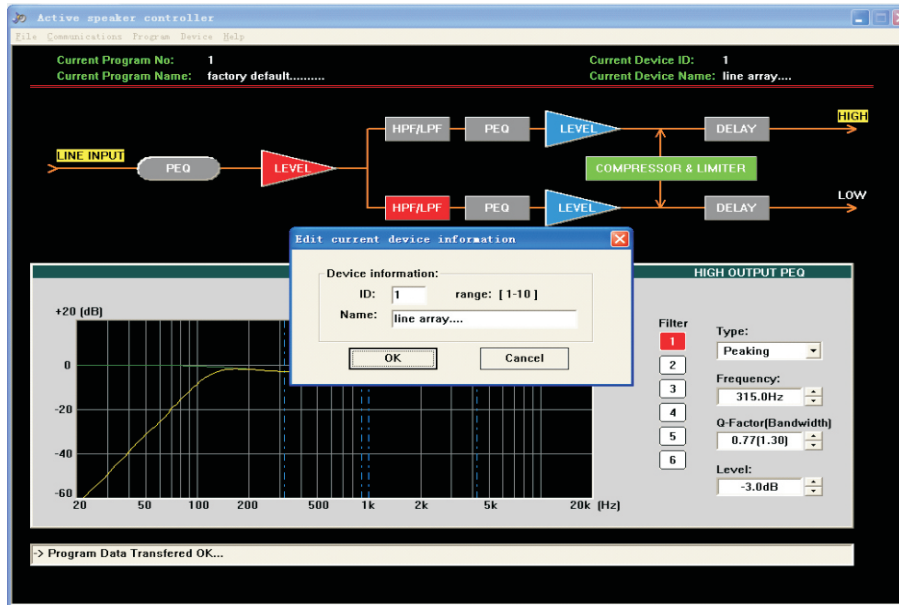 Active speaker controller
File Communications Program Device Help
Current Program No: 1
Current Program Name: factory default..........
Current Device ID: 1
Current Device Name: line array....
LINE INPUT
PEQ
LEVEL
HPF/LPF
PEQ
LEVEL
DELAY
HIGH
COMPRESSOR & LIMITER
HPF/LPF
PEQ
LEVEL
DELAY
LOW
Edit current device information
Device information:
ID: 1 range: [1-10]
Name: line array....
OK
Cancel
HIGH OUTPUT PEQ
+20 (dB)
0
-20
-40
-60
20 50 100 200 500 1k 2k 5k 20k (Hz)
Filter
1
2
3
4
5
6
Type:
Peaking
Frequency:
315.0Hz
Q-Factor(Bandwidth)
0.77(1.30)
Level:
-3.0dB
-> Program Data Transfered OK...